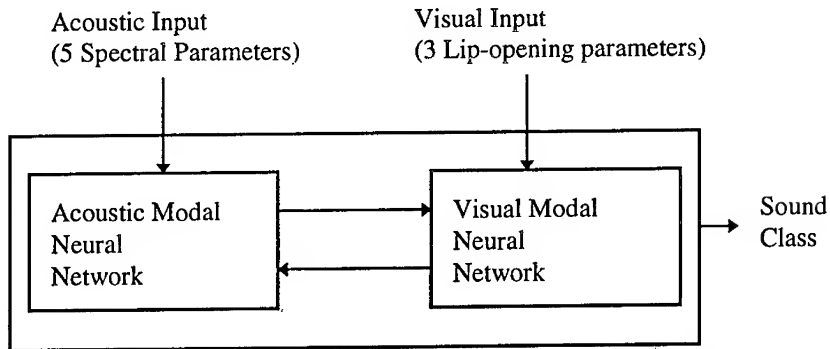 Acoustic Input
(5 Spectral Parameters)
Visual Input
(3 Lip-opening parameters)
Acoustic Modal
Neural
Network
Visual Modal
Neural
Network
Sound
Class